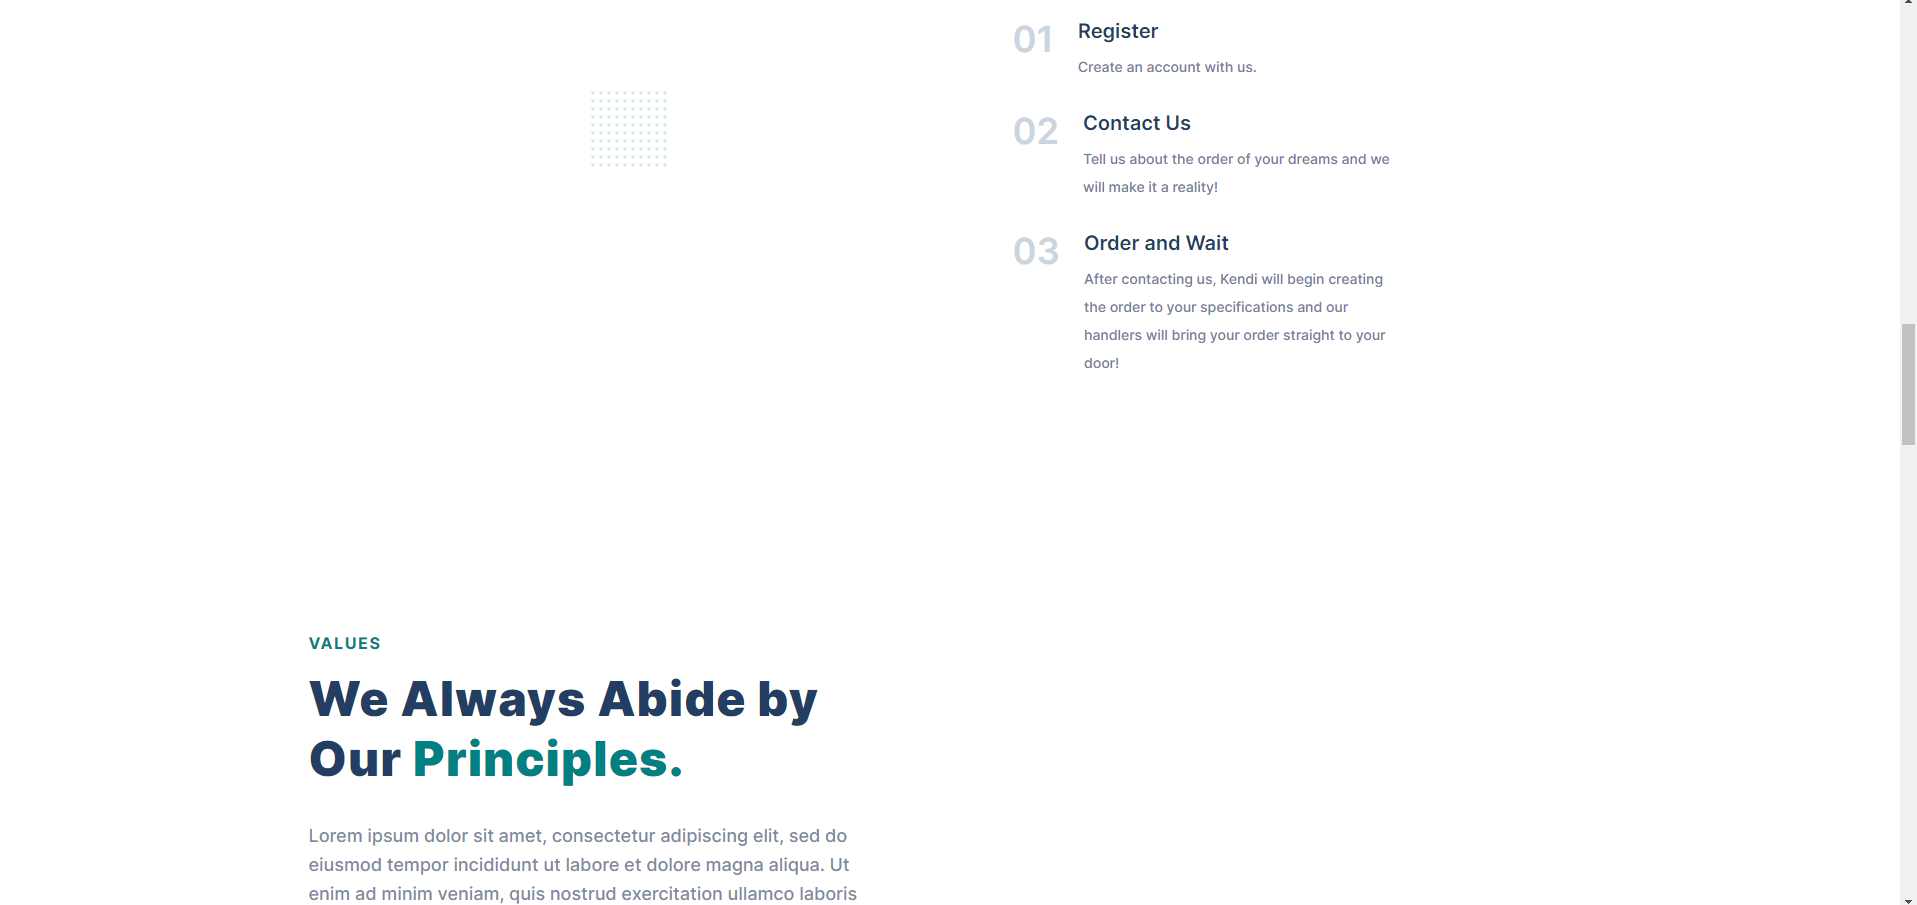 01 Register
Create an account with us.
02 Contact Us
Tell us about the order of your dreams and we
will make it a reality!
03 Order and Wait
After contacting us, Kendi will begin creating
the order to your specifications and our
handlers will bring your order straight to your
door!
VALUES
We Always Abide by
Our Principles.
Lorem ipsum dolor sit amet, consectetur adipiscing elit, sed do
eiusmod tempor incididunt ut labore et dolore magna aliqua. Ut
enim ad minim veniam, quis nostrud exercitation ullamco laboris